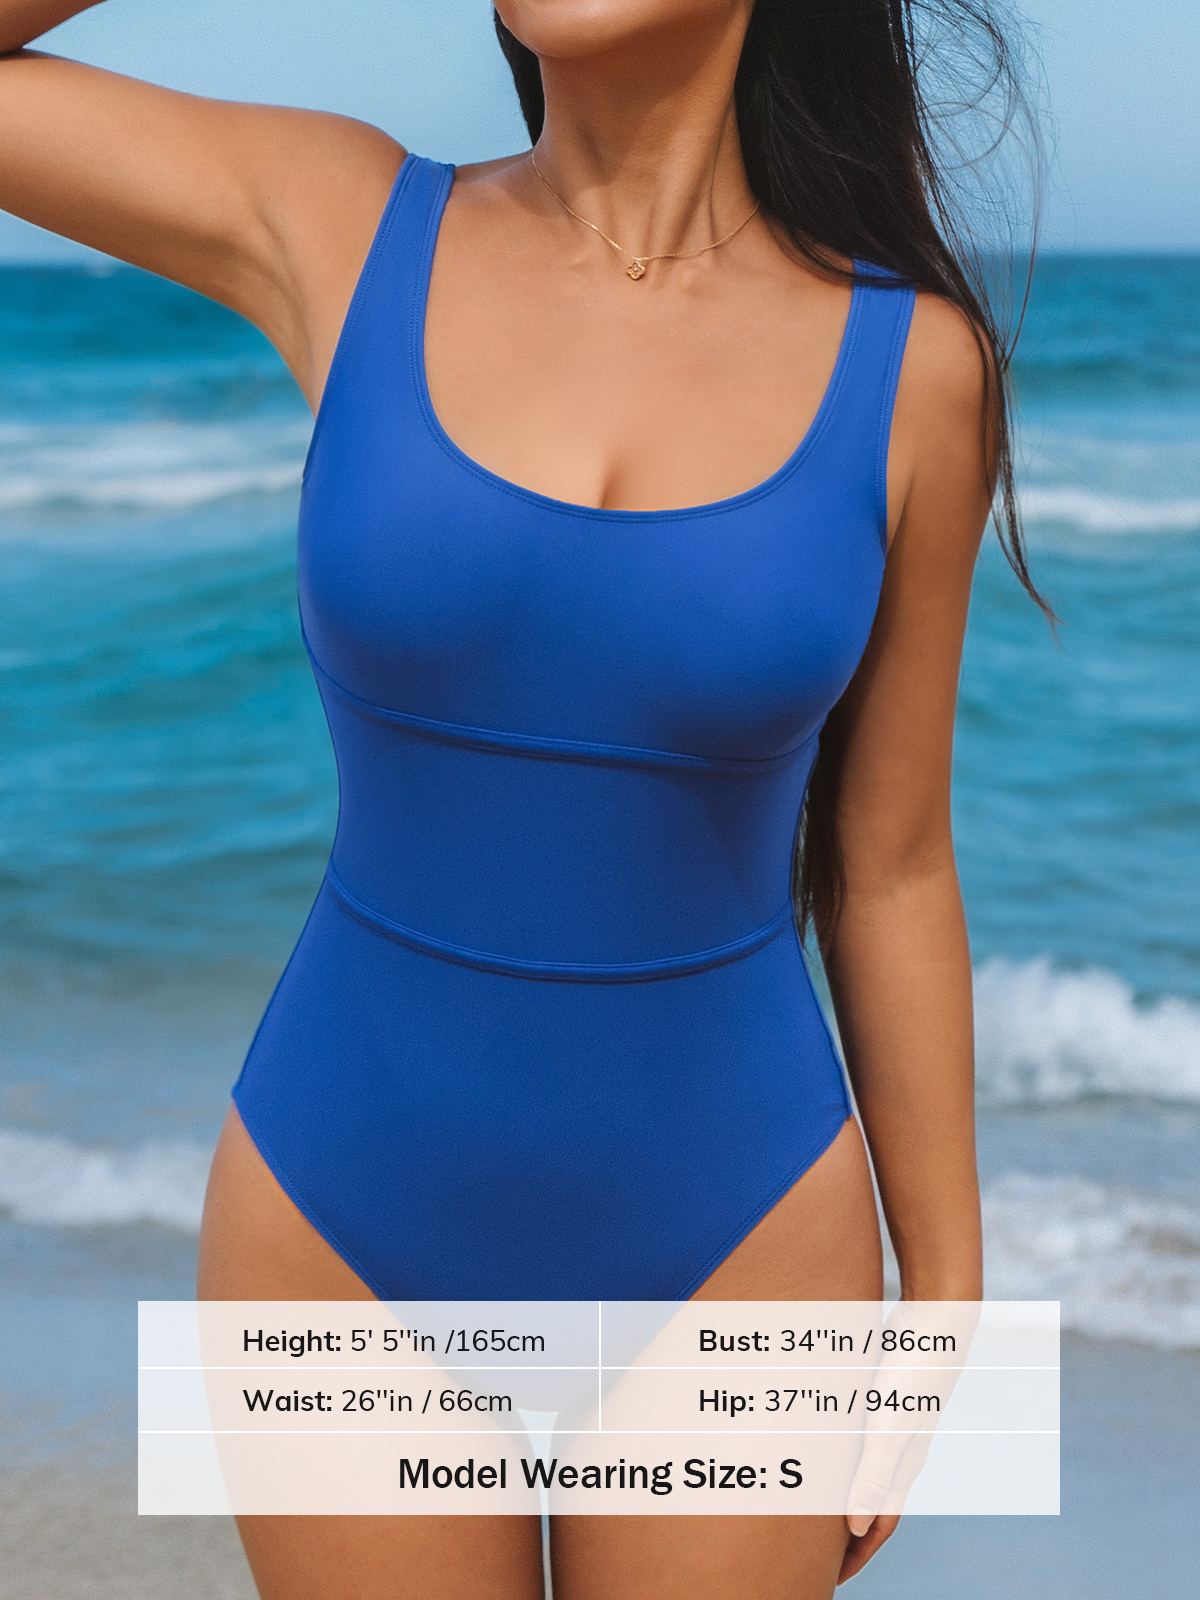 Height: 5' 5''in /165cm
Bust: 34''in / 86cm
Waist: 26''in / 66cm
Hip: 37''in / 94cm
Model Wearing Size: S